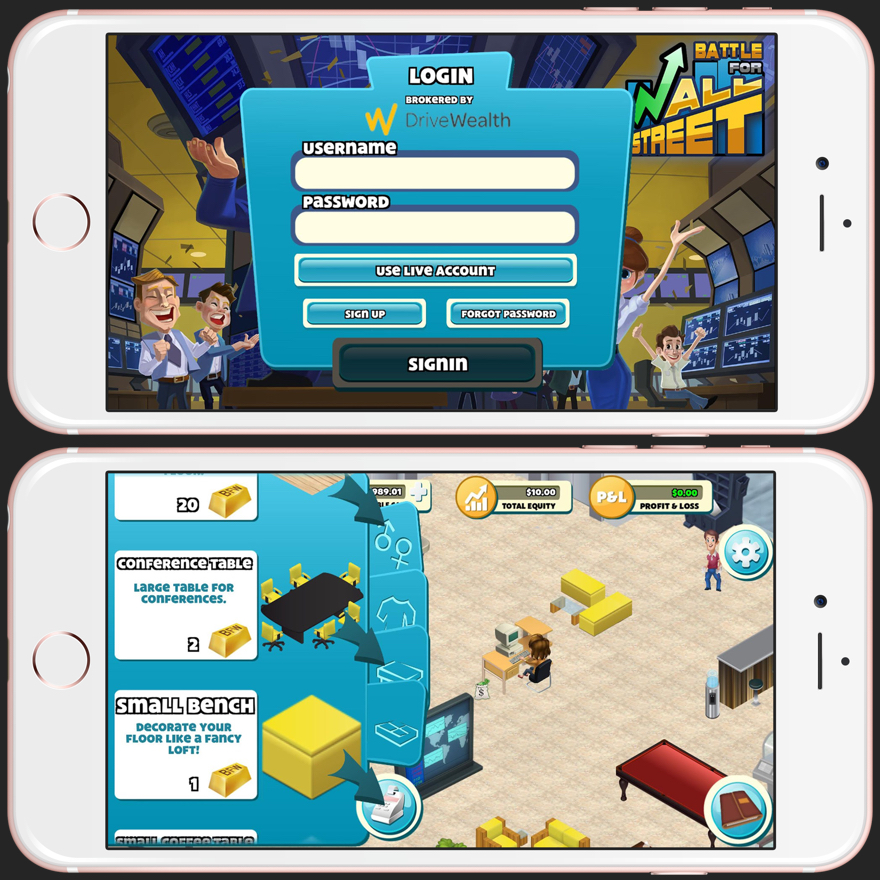 LOGIN
BROKERED BY
DriveWealth
BATTLE
FOR
WALL
STREET
USERNAME
PASSWORD
USE LIVE ACCOUNT
SIGN UP
FORGOT PASSWORD
SIGNIN
20
BFW
989.01
$10.00
TOTAL EQUITY
P&L
$0.00
PROFIT & LOSS
CONFERENCE TABLE
LARGE TABLE FOR
CONFERENCES.
2
BFW
SMALL BENCH
DECORATE YOUR
FLOOR LIKE A FANCY
LOFT!
1
BFW
$
SMALL COFFEE TABLE